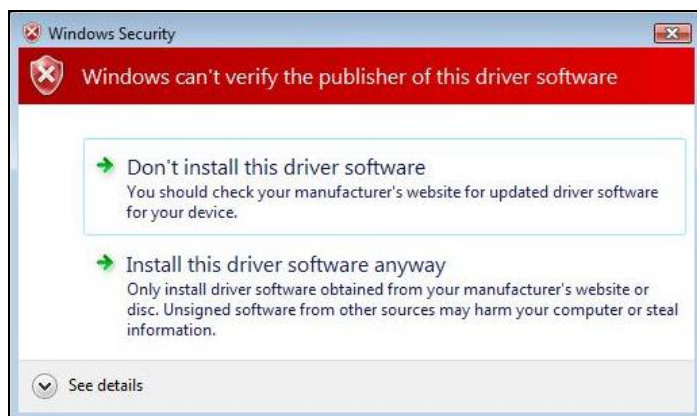 Windows Security
Windows can't verify the publisher of this driver software
Don't install this driver software
You should check your manufacturer's website for updated driver software
for your device.
Install this driver software anyway
Only install driver software obtained from your manufacturer's website or
disc. Unsigned software from other sources may harm your computer or steal
information.
See details